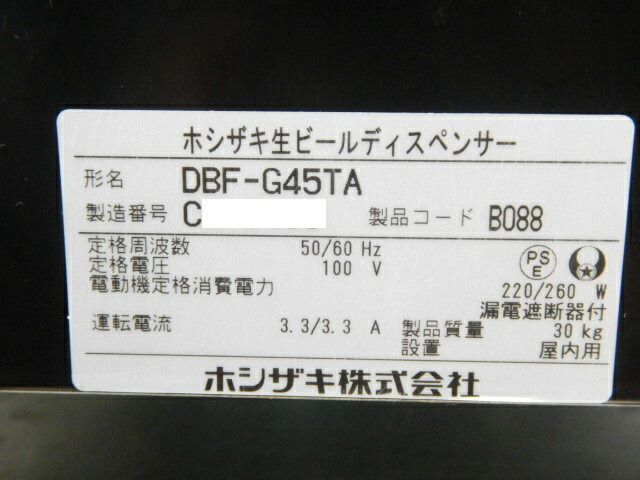 ホシザキ生ビールディスペンサー
形名 DBF-G45TA
製造番号 C 製品コード B088
定格周波数 50/60 Hz
定格電圧 100 V
PS E
電動機定格消費電力 220/260 W
漏電遮断器付
運転電流 3.3/3.3 A 製品質量 30 kg
設置 屋内用
ホシザキ株式会社